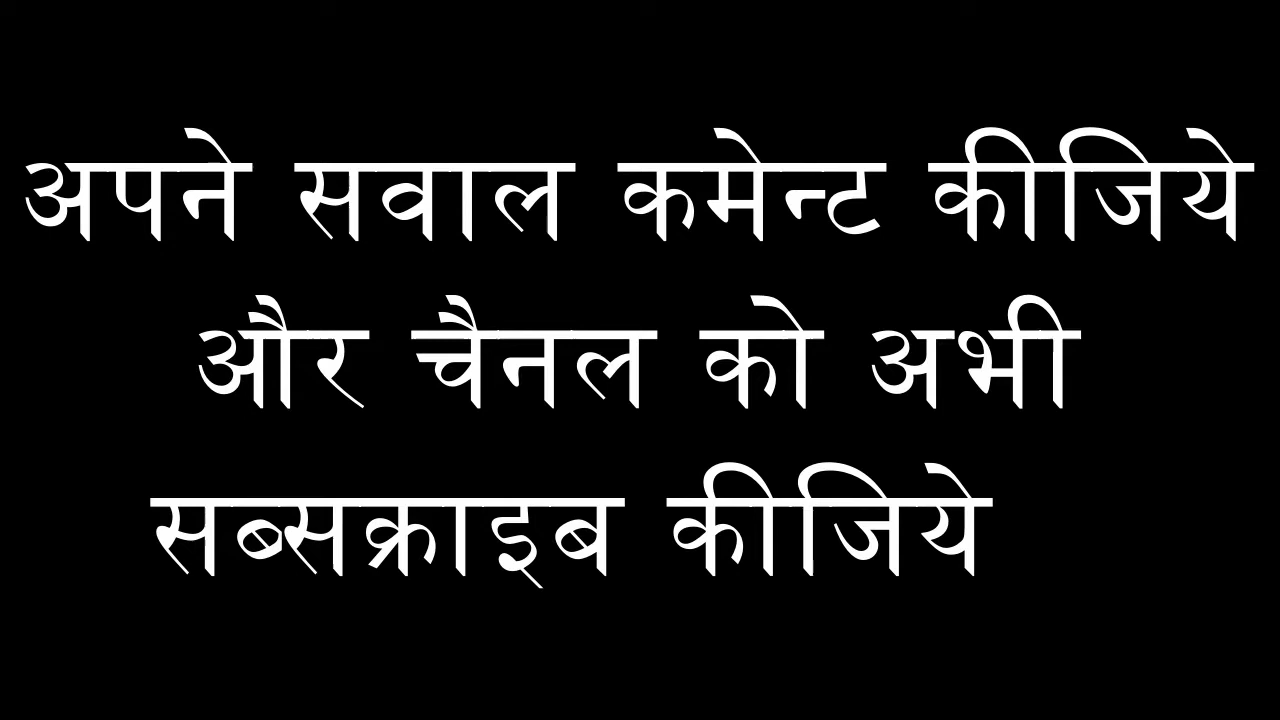 अपने सवाल कमेन्ट कीजिये
और चैनल को अभी
सब्सक्राइब कीजिये